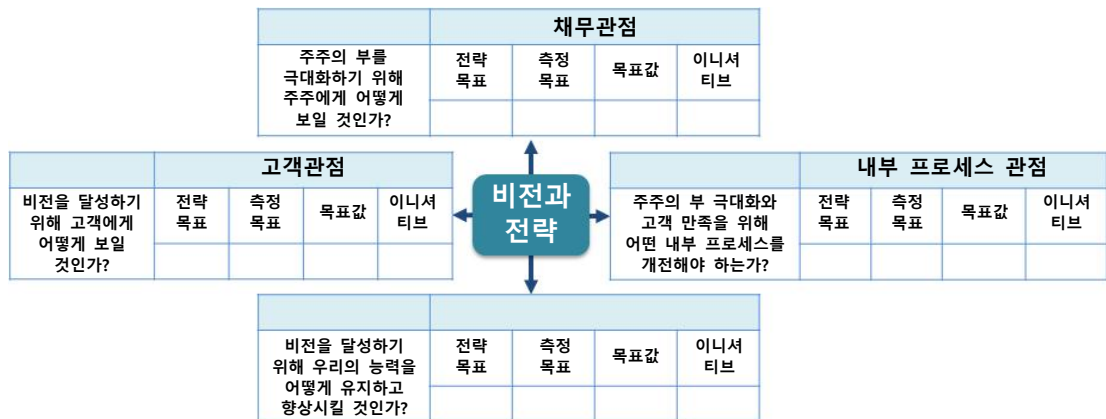 채무관점
주주의 부를
극대화하기 위해
주주에게 어떻게
보일 것인가?
전략
목표
측정
목표
목표값
이니셔
티브
고객관점
비전을 달성하기
위해 고객에게
어떻게 보일
것인가?
전략
목표
측정
목표
목표값
이니셔
티브
비전과
전략
내부 프로세스 관점
주주의 부 극대화와
고객 만족을 위해
어떤 내부 프로세스를
개전해야 하는가?
전략
목표
측정
목표
목표값
이니셔
티브
비전을 달성하기
위해 우리의 능력을
어떻게 유지하고
향상시킬 것인가?
전략
목표
측정
목표
목표값
이니셔
티브